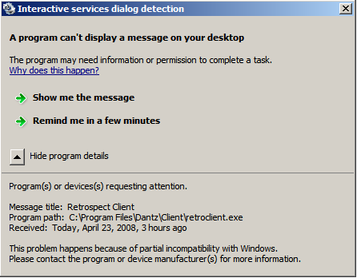 Interactive services dialog detection
A program can't display a message on your desktop
The program may need information or permission to complete a task.
Why does this happen?
Show me the message
Remind me in a few minutes
Hide program details
Program(s) or devices(s) requesting attention.
Message title: Retrospect Client
Program path: C:\Program Files\Dantz\Client\retroclient.exe
Received: Today, April 23, 2008, 3 hours ago
This problem happens because of partial incompatibility with Windows.
Please contact the program or device manufacturer(s) for more information.